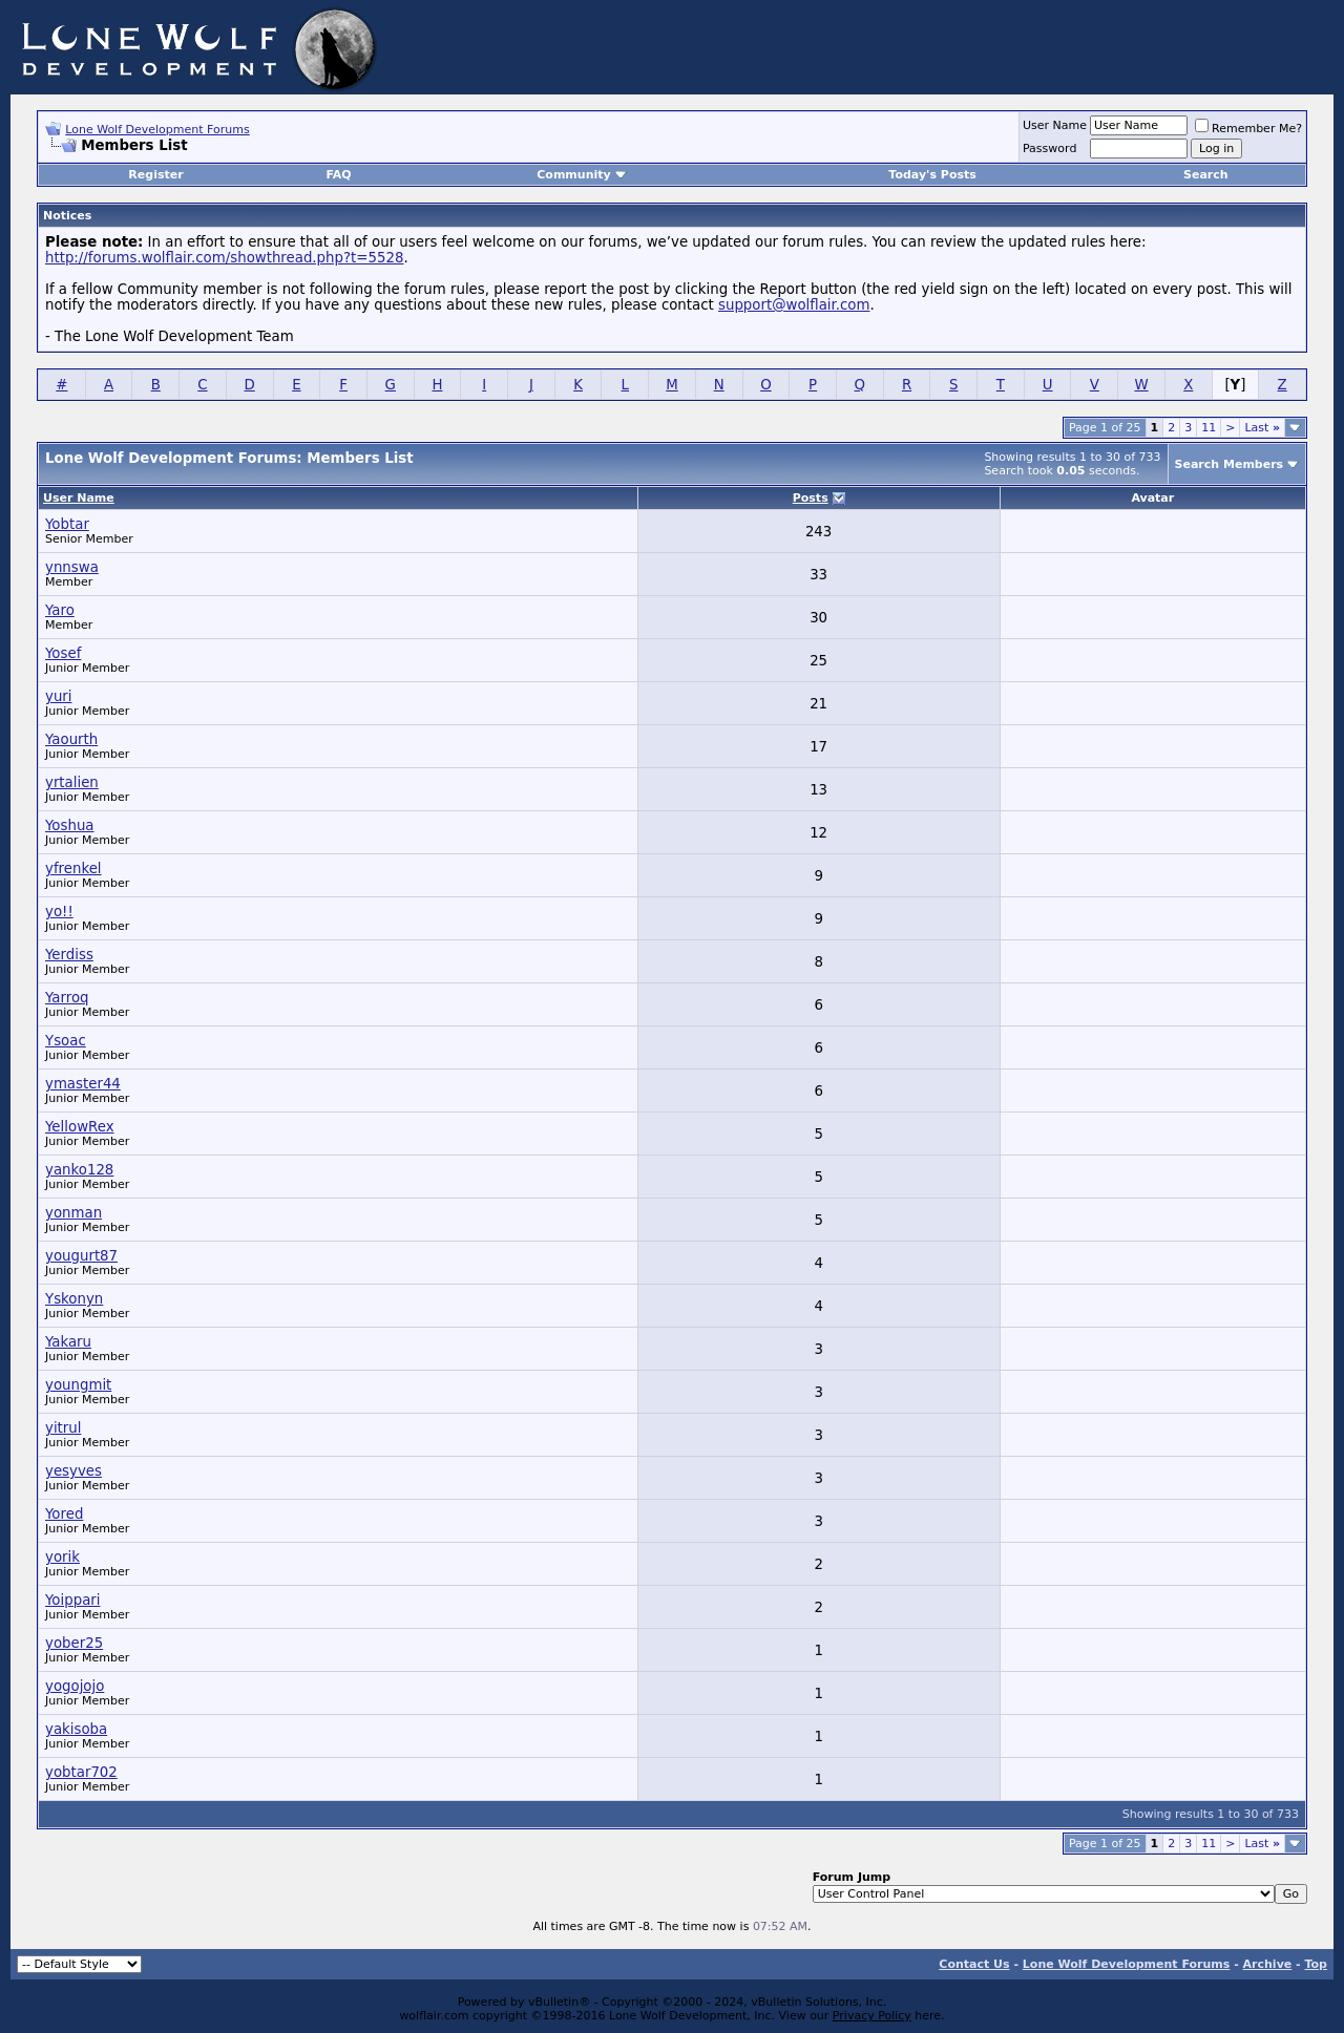 LONE WOLF
DEVELOPMENT
Lone Wolf Development Forums
Members List
User Name User Name Remember Me?
Password Log in
Register FAQ Community Today's Posts Search
Notices
Please note: In an effort to ensure that all of our users feel welcome on our forums, we’ve updated our forum rules. You can review the updated rules here:
http://forums.wolflair.com/showthread.php?t=5528.
If a fellow Community member is not following the forum rules, please report the post by clicking the Report button (the red yield sign on the left) located on every post. This will
notify the moderators directly. If you have any questions about these new rules, please contact support@wolflair.com.
- The Lone Wolf Development Team
# A B C D E F G H I J K L M N O P Q R S T U V W X [Y] Z
Page 1 of 25 1 2 3 11 > Last »
Lone Wolf Development Forums: Members List
Showing results 1 to 30 of 733
Search took 0.05 seconds.
Search Members
User Name Posts Avatar
Yobtar
Senior Member
243
ynnswa
Member
33
Yaro
Member
30
Yosef
Junior Member
25
yuri
Junior Member
21
Yaourth
Junior Member
17
yrtalien
Junior Member
13
Yoshua
Junior Member
12
yfrenkel
Junior Member
9
yo!!
Junior Member
9
Yerdiss
Junior Member
8
Yarroq
Junior Member
6
Ysoac
Junior Member
6
ymaster44
Junior Member
6
YellowRex
Junior Member
5
yanko128
Junior Member
5
yonman
Junior Member
5
yougurt87
Junior Member
4
Yskonyn
Junior Member
4
Yakaru
Junior Member
3
youngmit
Junior Member
3
yitrul
Junior Member
3
yesyves
Junior Member
3
Yored
Junior Member
3
yorik
Junior Member
2
Yoippari
Junior Member
2
yober25
Junior Member
1
yogojojo
Junior Member
1
yakisoba
Junior Member
1
yobtar702
Junior Member
1
Showing results 1 to 30 of 733
Page 1 of 25 1 2 3 11 > Last »
Forum Jump
User Control Panel Go
All times are GMT -8. The time now is 07:52 AM.
-- Default Style Contact Us - Lone Wolf Development Forums - Archive - Top
Powered by vBulletin® - Copyright ©2000 - 2024, vBulletin Solutions, Inc.
wolflair.com copyright ©1998-2016 Lone Wolf Development, Inc. View our Privacy Policy here.